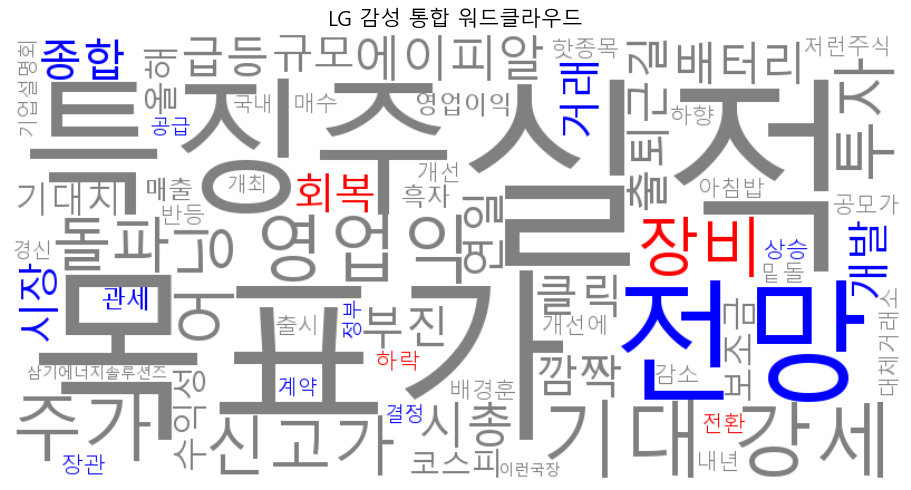 LG 감성 통합 워드클라우드
기업설명회
종합
올해
급등
규모
에이피알
핫종목
출퇴근길
배터리
저런주식
특징주
실적
국내
매수
영업이익
거래
하향
투자
공급
기대치
매출
반등
개최
회복
개선
흑자
아침밥
공모가
경신
돌파
어닝
영업익
연일
장비
상승
개발
시장
목표가
관세
출시
정부
부진
클릭
개선에
전망
밑돌
보조금
대체거래소
하락
삼기에너지솔루션즈
수익성
계약
배경훈
깜짝
감소
주가
신고가
결정
시총
기대
전환
강세
장관
코스피
이런국장
내년